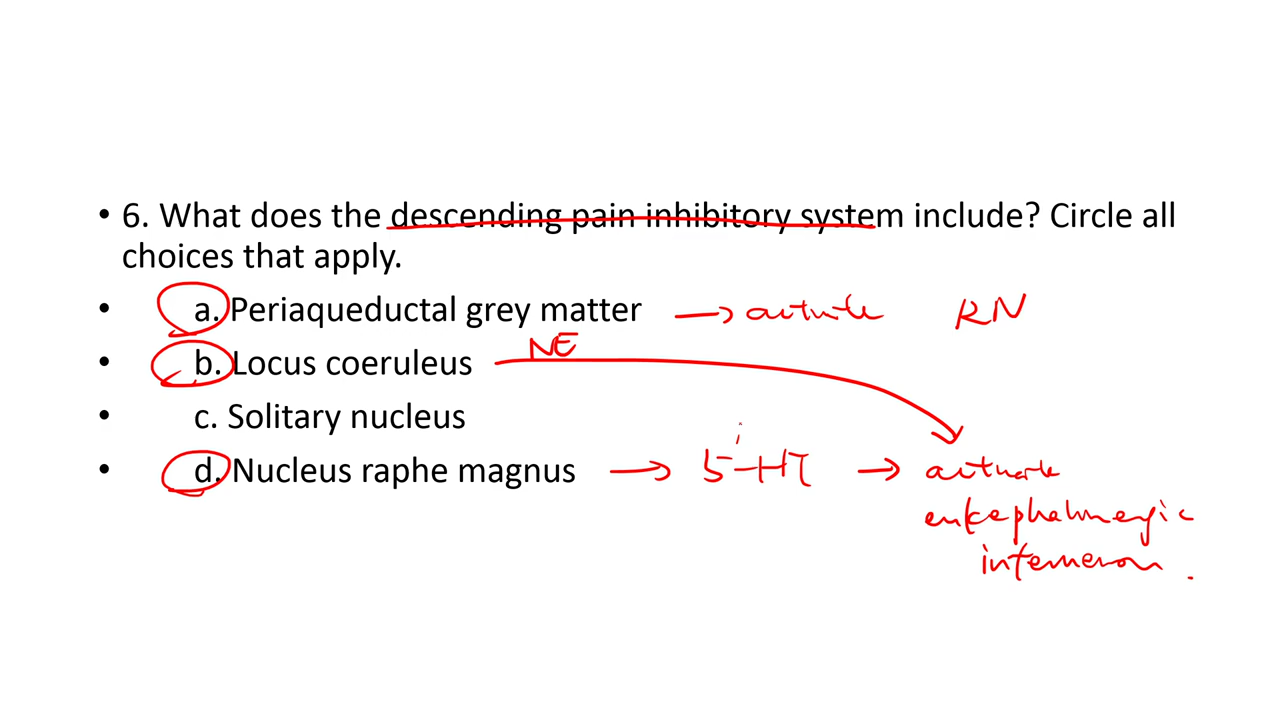 • 6. What does the descending pain inhibitory system include? Circle all
choices that apply.
• a. Periaqueductal grey matter → activate RN
• b. Locus coeruleus NE
• c. Solitary nucleus
• d. Nucleus raphe magnus → 5-HT → activate
enkephalinergic
interneuron